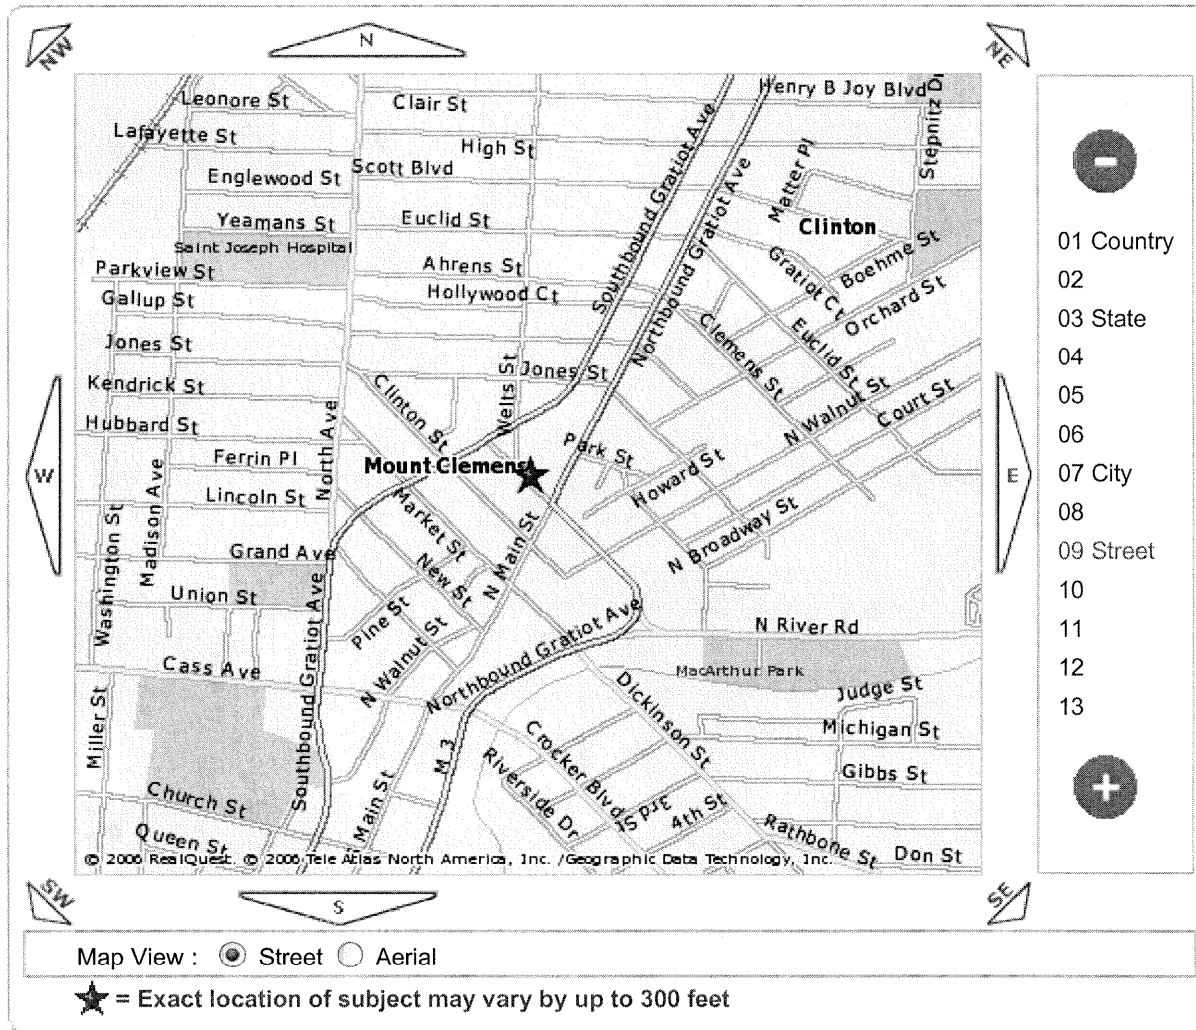 NW
N
NE
Henry B Joy Blvd
Leonore St
Clair St
Stepnitz Dr
Lafayette St
High St
Southbound Gratiot Ave
Matter Pl
Englewood St
Scott Blvd
Northbound Gratiot Ave
Yeamans St
Euclid St
Clinton
Saint Joseph Hospital
Boehme St
Parkview St
Ahrens St
Gratiot Ct
Gallup St
Hollywood Ct
Orchard St
Jones St
Clemens St
Euclid St
Kendrick St
Clinton St
Welts St
Jones St
N Walnut St
Court St
Hubbard St
North Ave
Park St
Ferrin Pl
Mount Clemens
Howard St
W
E
Lincoln St
Madison Ave
Market St
N Broadway St
Washington St
Grand Ave
New St
N Main St
Union St
Pine St
Southbound Gratiot Ave
N Walnut St
Northbound Gratiot Ave
N River Rd
Cass Ave
MacArthur Park
Miller St
Dickinson St
Judge St
M 3
Crocker Blvd
Michigan St
Riverside Dr
Gibbs St
Church St
Main St
3rd St
4th St
Queen St
Rathbone St
Don St
© 2006 RealQuest. © 2006 Tele Atlas North America, Inc. /Geographic Data Technology, Inc.
SW
S
SE
-
01 Country
02
03 State
04
05
06
07 City
08
09 Street
10
11
12
13
+
Map View : Street Aerial
= Exact location of subject may vary by up to 300 feet